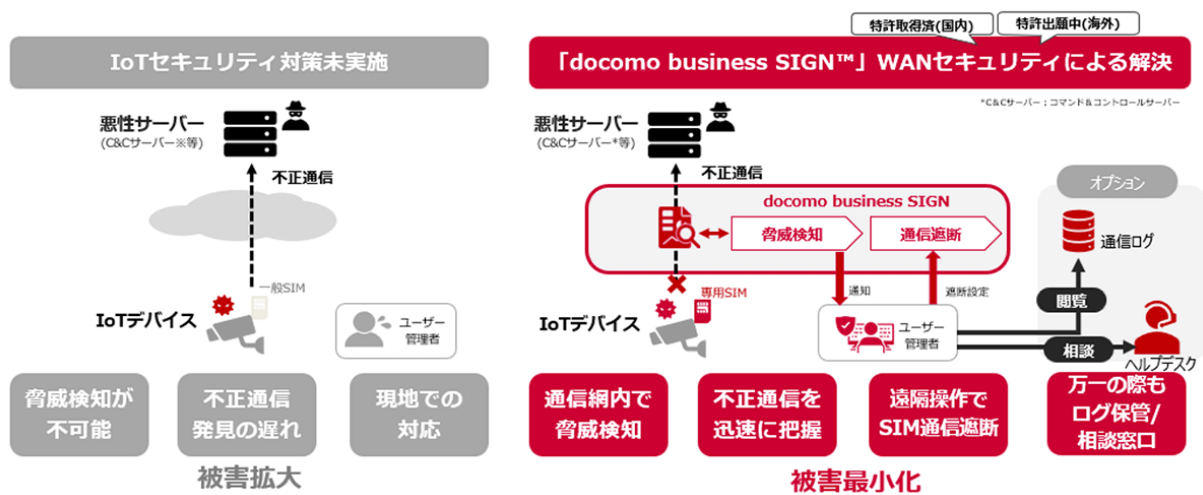 特許取得済(国内)
特許出願中(海外)
IoTセキュリティ対策未実施
悪性サーバー
(C&Cサーバー※等)
不正通信
一般SIM
IoTデバイス
ユーザー
管理者
脅威検知が
不可能
不正通信
発見の遅れ
現地での
対応
被害拡大
「docomo business SIGN™」WANセキュリティによる解決
*C&Cサーバー：コマンド＆コントロールサーバー
悪性サーバー
(C&Cサーバー*等)
不正通信
docomo business SIGN
脅威検知
通信遮断
専用SIM
IoTデバイス
通知
遮断設定
ユーザー
管理者
オプション
通信ログ
閲覧
相談
ヘルプデスク
通信網内で
脅威検知
不正通信を
迅速に把握
遠隔操作で
SIM通信遮断
万一の際も
ログ保管/
相談窓口
被害最小化